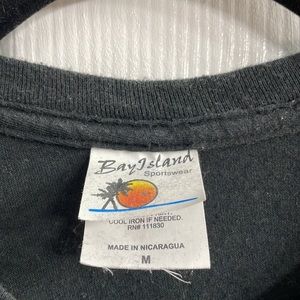 Bay Island
Sportswear
COOL IRON IF NEEDED.
RN# 111830
MADE IN NICARAGUA
M